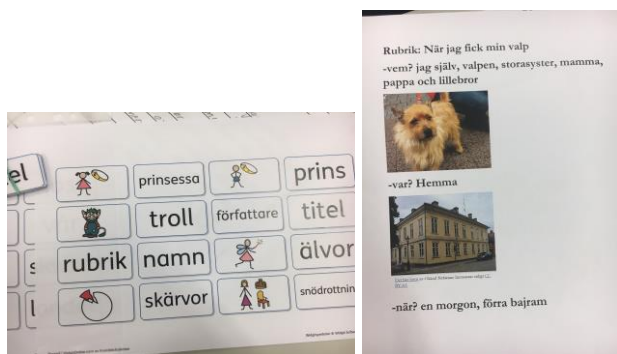 el
prinsessa
prins
troll
författare
titel
rubrik
namn
älvor
skärvor
snödrottnin
s
l
Rubrik: När jag fick min valp
-vem? jag själv, valpen, storasyster, mamma,
pappa och lillebror
-var? Hemma
-när? en morgon, förra bajram